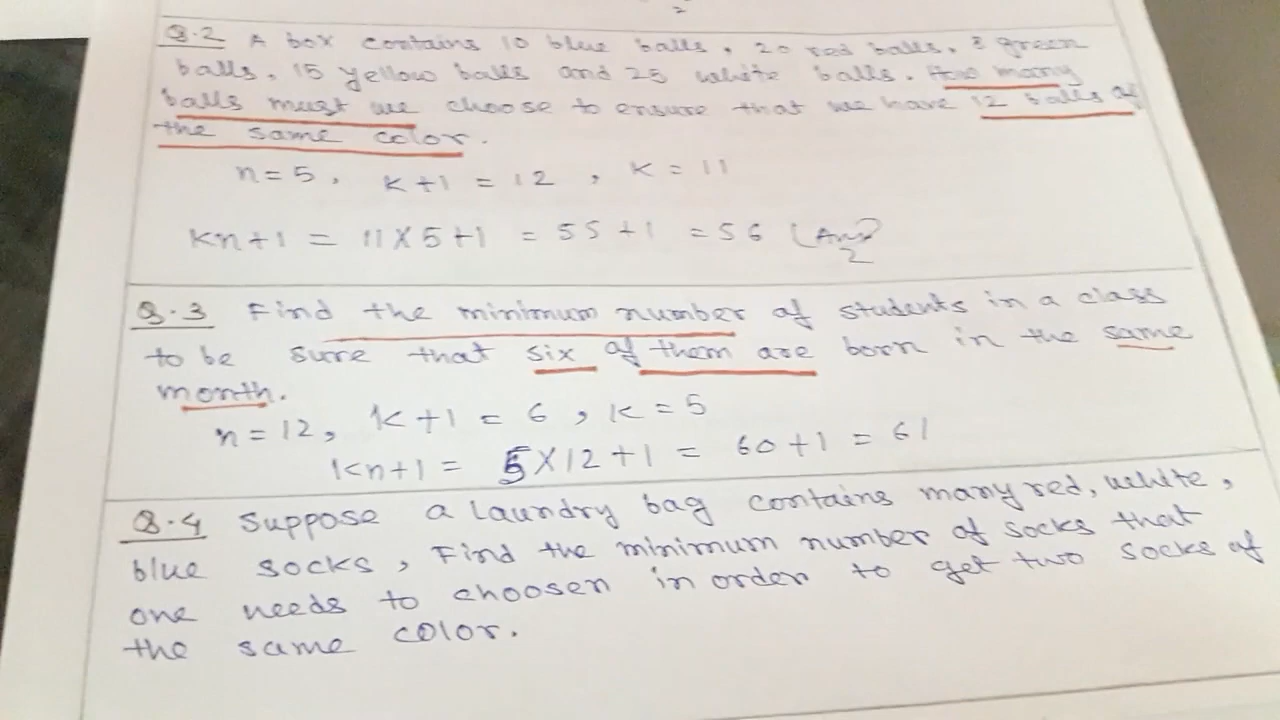 Q.2 A box contains 10 blue balls, 20 red balls, 8 green
balls, 15 yellow balls and 25 white balls. How many
balls must we choose to ensure that we have 12 balls of
the same color.
n=5, k+1 = 12, k = 11
kn+1 = 11×5+1 = 55+1 = 56 (Ans)
2
Q.3 Find the minimum number of students in a class
to be sure that six of them are born in the same
month.
n=12, k+1 = 6, k=5
kn+1 = 5×12+1 = 60+1 = 61
Q.4 Suppose a laundry bag contains many red, white,
blue socks, Find the minimum number of socks that
one needs to choosen in order to get two socks of
the same color.